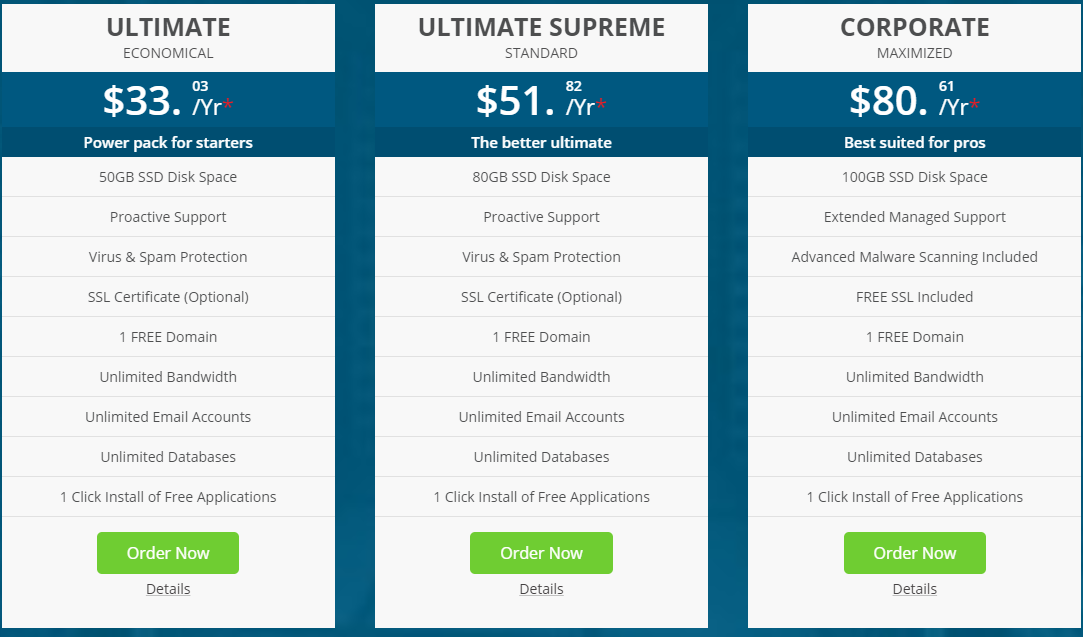 ULTIMATE
ECONOMICAL
$33.03/Yr*
Power pack for starters
50GB SSD Disk Space
Proactive Support
Virus & Spam Protection
SSL Certificate (Optional)
1 FREE Domain
Unlimited Bandwidth
Unlimited Email Accounts
Unlimited Databases
1 Click Install of Free Applications
Order Now
Details
ULTIMATE SUPREME
STANDARD
$51.82/Yr*
The better ultimate
80GB SSD Disk Space
Proactive Support
Virus & Spam Protection
SSL Certificate (Optional)
1 FREE Domain
Unlimited Bandwidth
Unlimited Email Accounts
Unlimited Databases
1 Click Install of Free Applications
Order Now
Details
CORPORATE
MAXIMIZED
$80.61/Yr*
Best suited for pros
100GB SSD Disk Space
Extended Managed Support
Advanced Malware Scanning Included
FREE SSL Included
1 FREE Domain
Unlimited Bandwidth
Unlimited Email Accounts
Unlimited Databases
1 Click Install of Free Applications
Order Now
Details